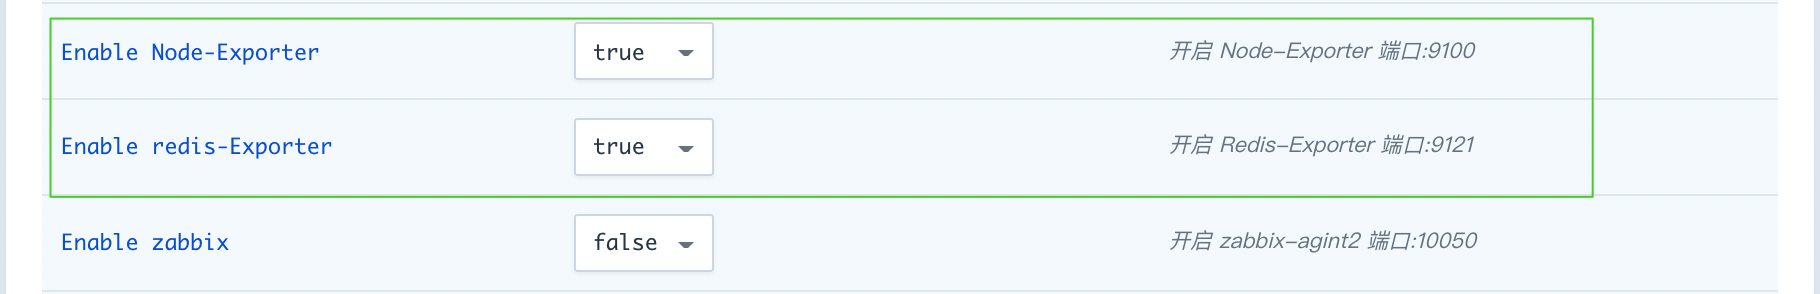 Enable Node-Exporter true 开启 Node-Exporter 端口:9100
Enable redis-Exporter true 开启 Redis-Exporter 端口:9121
Enable zabbix false 开启 zabbix-agint2 端口:10050